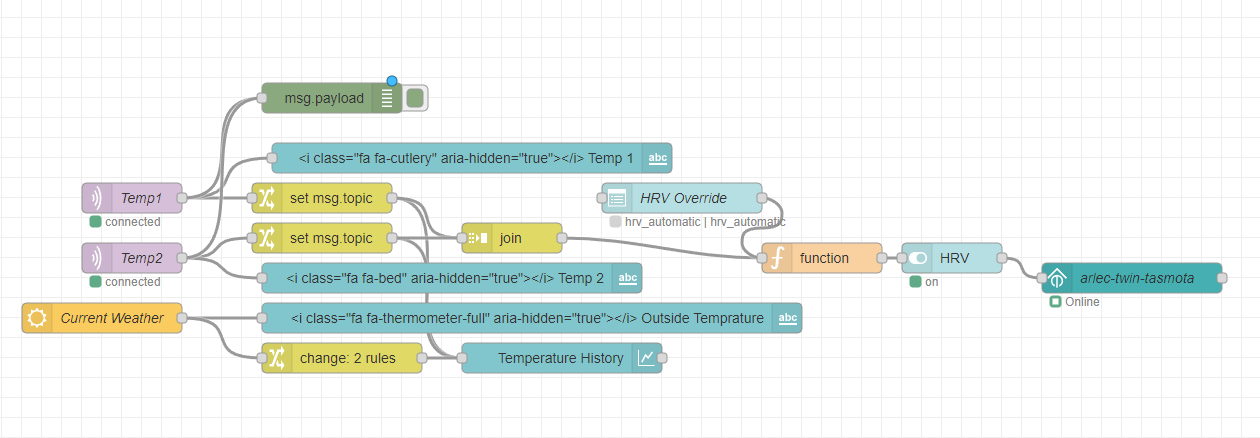 msg.payload
<i class="fa fa-cutlery" aria-hidden="true"></i> Temp 1
abc
Temp1
connected
set msg.topic
HRV Override
hrv_automatic | hrv_automatic
set msg.topic
join
Temp2
connected
<i class="fa fa-bed" aria-hidden="true"></i> Temp 2
abc
function
HRV
on
arlec-twin-tasmota
Online
Current Weather
<i class="fa fa-thermometer-full" aria-hidden="true"></i> Outside Temprature
abc
change: 2 rules
Temperature History